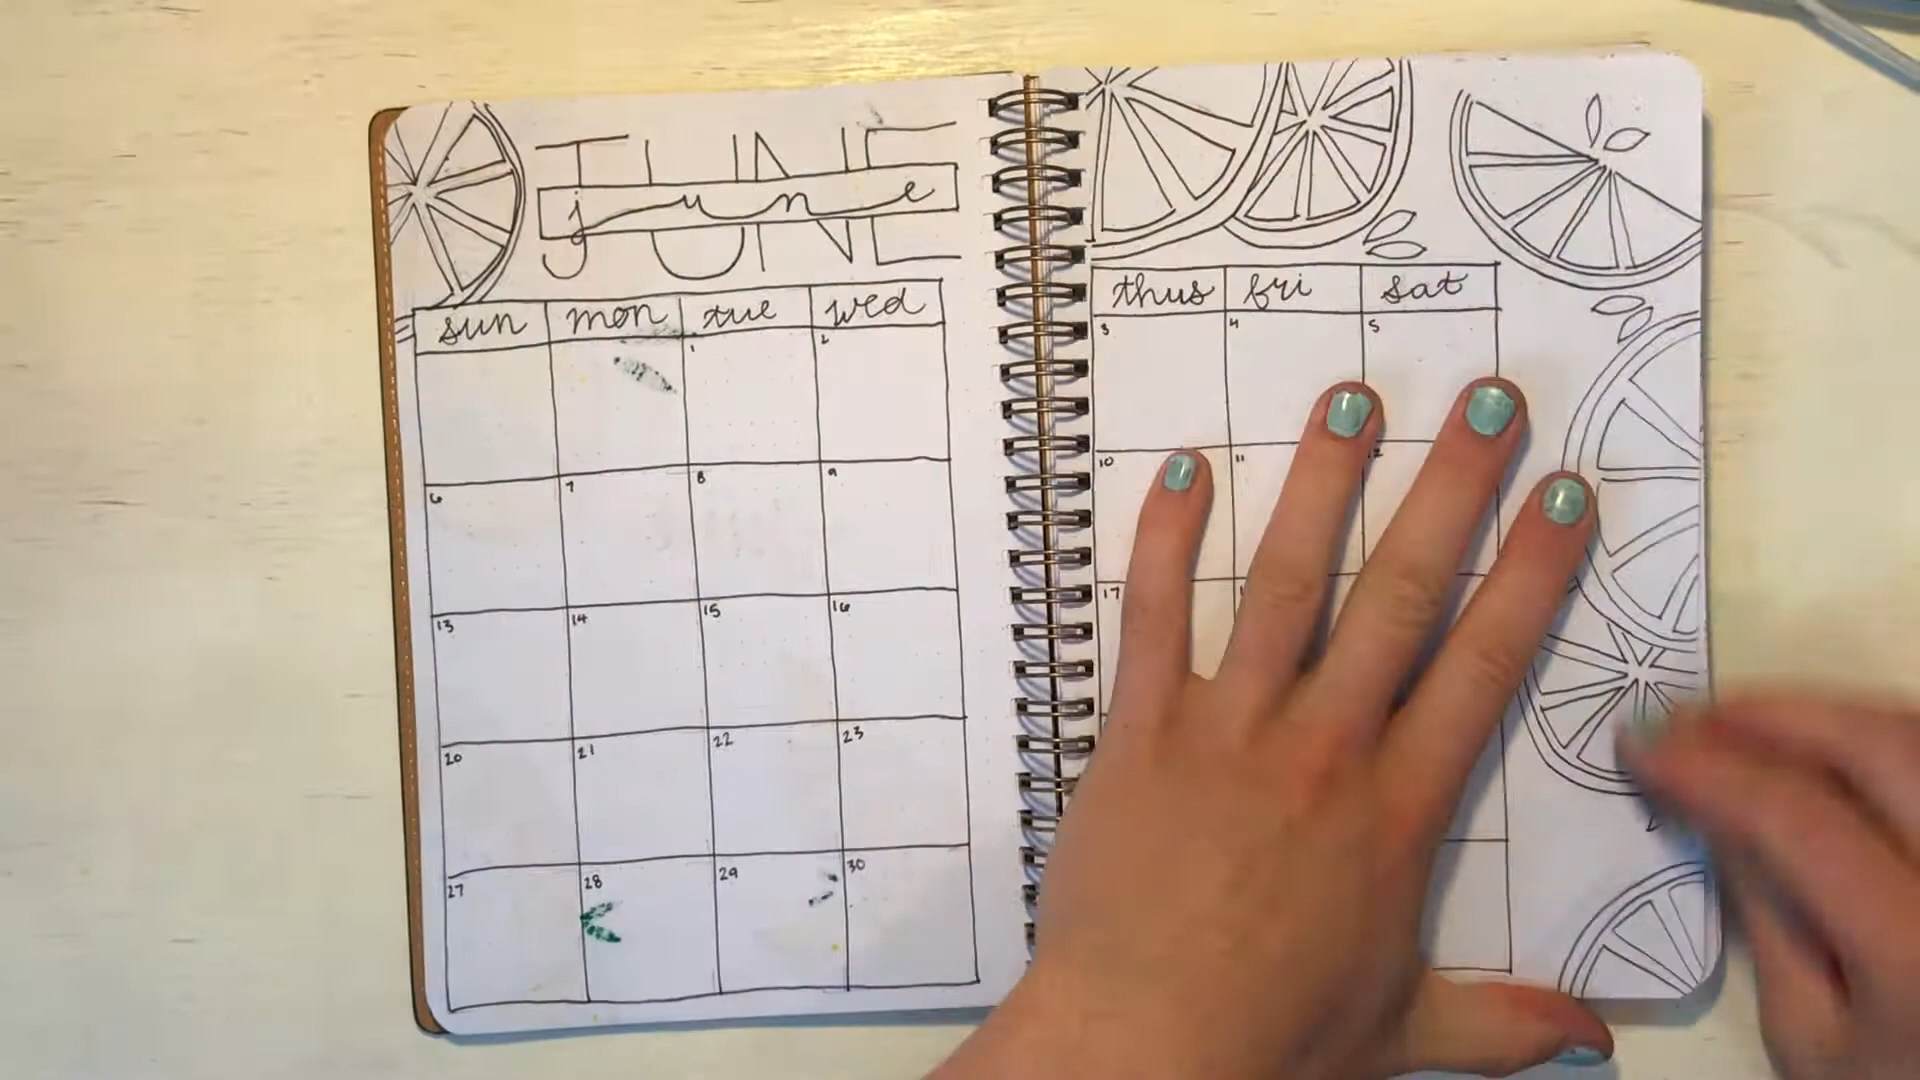 JUNE
june
sun mon tue wed
1 2
6 7 8 9
13 14 15 16
20 21 22 23
27 28 29 30
thus fri sat
3 4 5
10 11
17